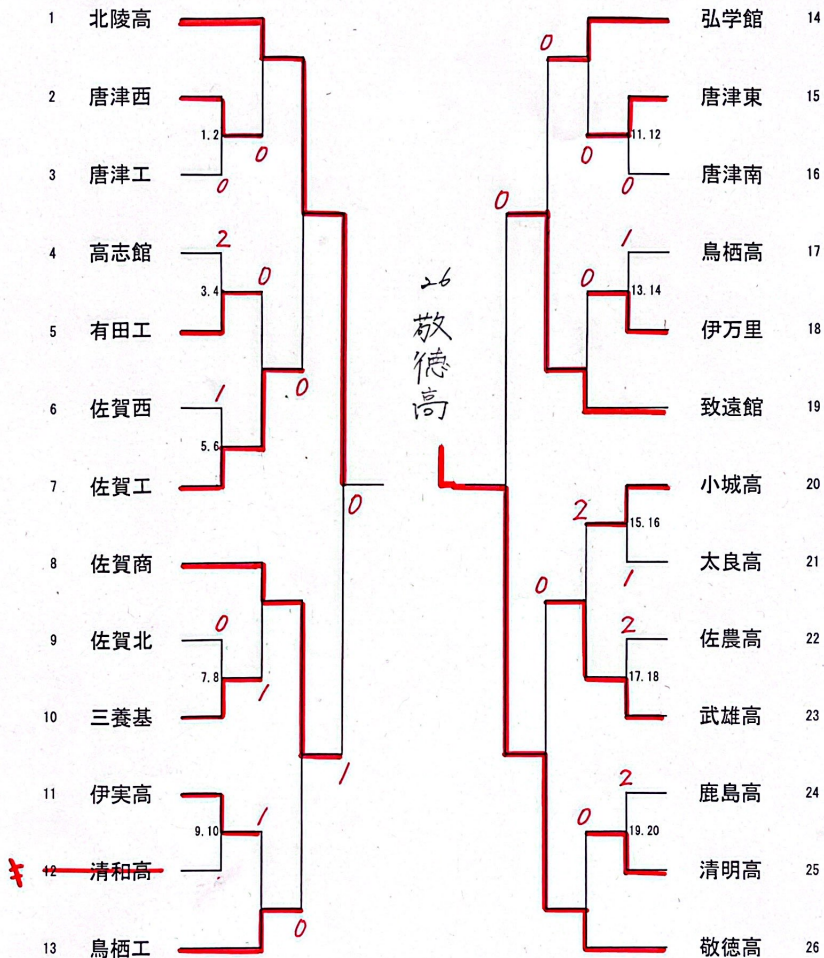 1 北陵高
0
弘学館 14
2 唐津西
唐津東 15
1.2
11.12
0
0
3 唐津工
唐津南 16
0
0
0
2
1
4 高志館
鳥栖高 17
0
0
3.4
13.14
26
敬徳高
5 有田工
伊万里 18
1
0
6 佐賀西
致遠館 19
5.6
7 佐賀工
小城高 20
0
2
15.16
8 佐賀商
太良高 21
0
1
0
2
9 佐賀北
佐農高 22
7.8
17.18
1
10 三養基
武雄高 23
1
2
11 伊実高
鹿島高 24
1
0
9.10
19.20
キ 12 清和高
清明高 25
0
13 鳥栖工
敬徳高 26